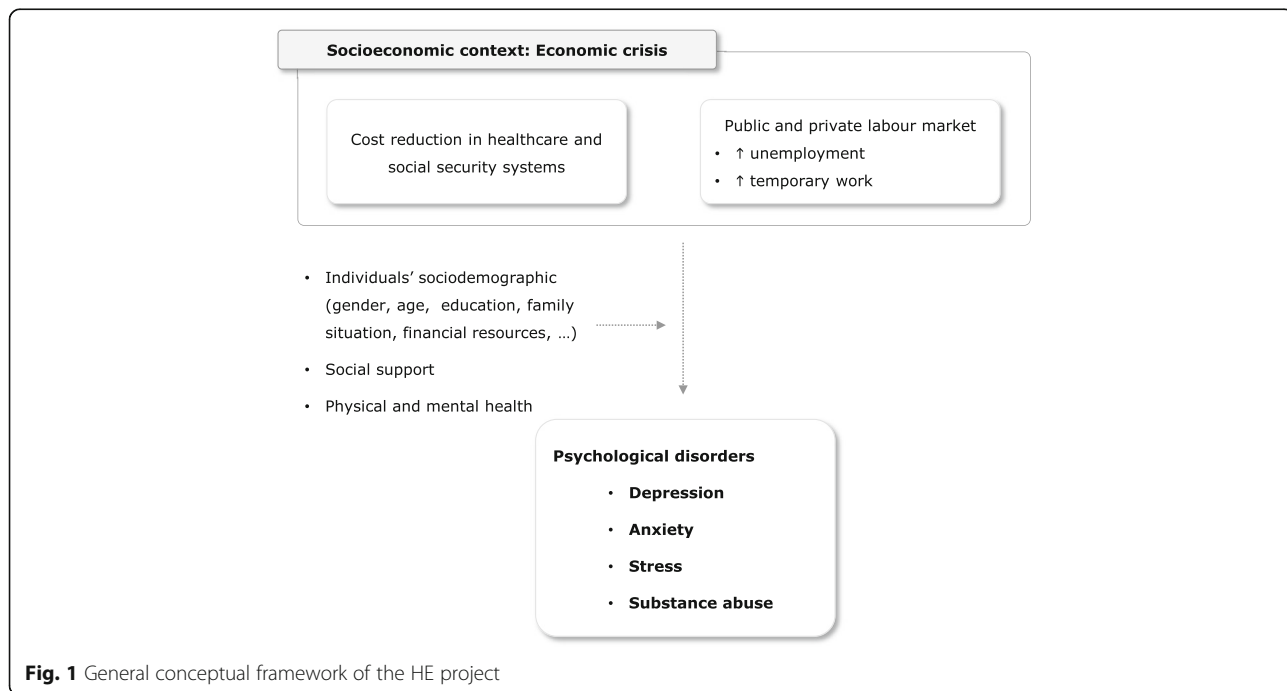 Socioeconomic context: Economic crisis
Cost reduction in healthcare and
social security systems
Public and private labour market
• ↑ unemployment
• ↑ temporary work
• Individuals’ sociodemographic
(gender, age, education, family
situation, financial resources, ...)
• Social support
• Physical and mental health
Psychological disorders
• Depression
• Anxiety
• Stress
• Substance abuse
Fig. 1 General conceptual framework of the HE project